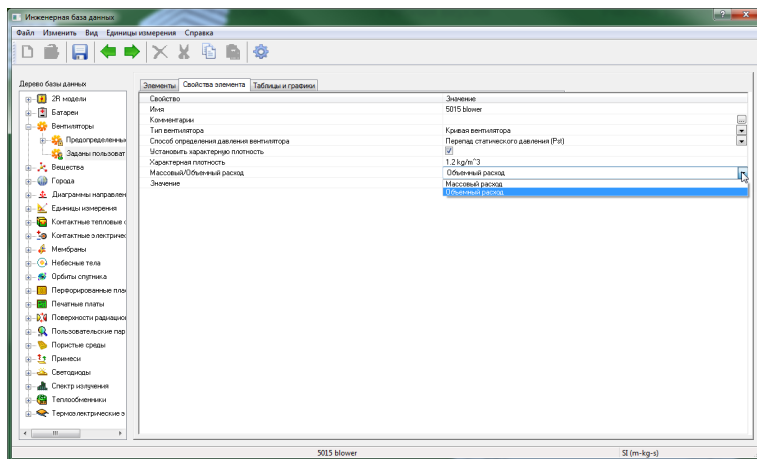 Инженерная база данных
Файл Изменить Вид Единицы измерения Справка
Дерево базы данных
Элементы Свойства элемента Таблицы и графики
2R модели
Батареи
Вентиляторы
Предопределенны
Заданы пользоват
Вещества
Города
Диаграммы направлен
Единицы измерения
Контактные тепловые с
Контактные электричес
Мембраны
Небесные тела
Орбиты спутника
Перфорированные плас
Печатные платы
Поверхности радиацион
Пользовательские пар
Пористые среды
Примеси
Светодиоды
Спектр излучения
Теплообменники
Термоэлектрические э
Свойство Значение
Имя 5015 blower
Комментарии ...
Тип вентилятора Кривая вентилятора
Способ определения давления вентилятора Перепад статического давления (Pst)
Установить характерную плотность
Характерная плотность 1.2 kg/m^3
Массовый/Объемный расход Объемный расход
Значение Массовый расход
Объемный расход
5015 blower SI (m-kg-s)